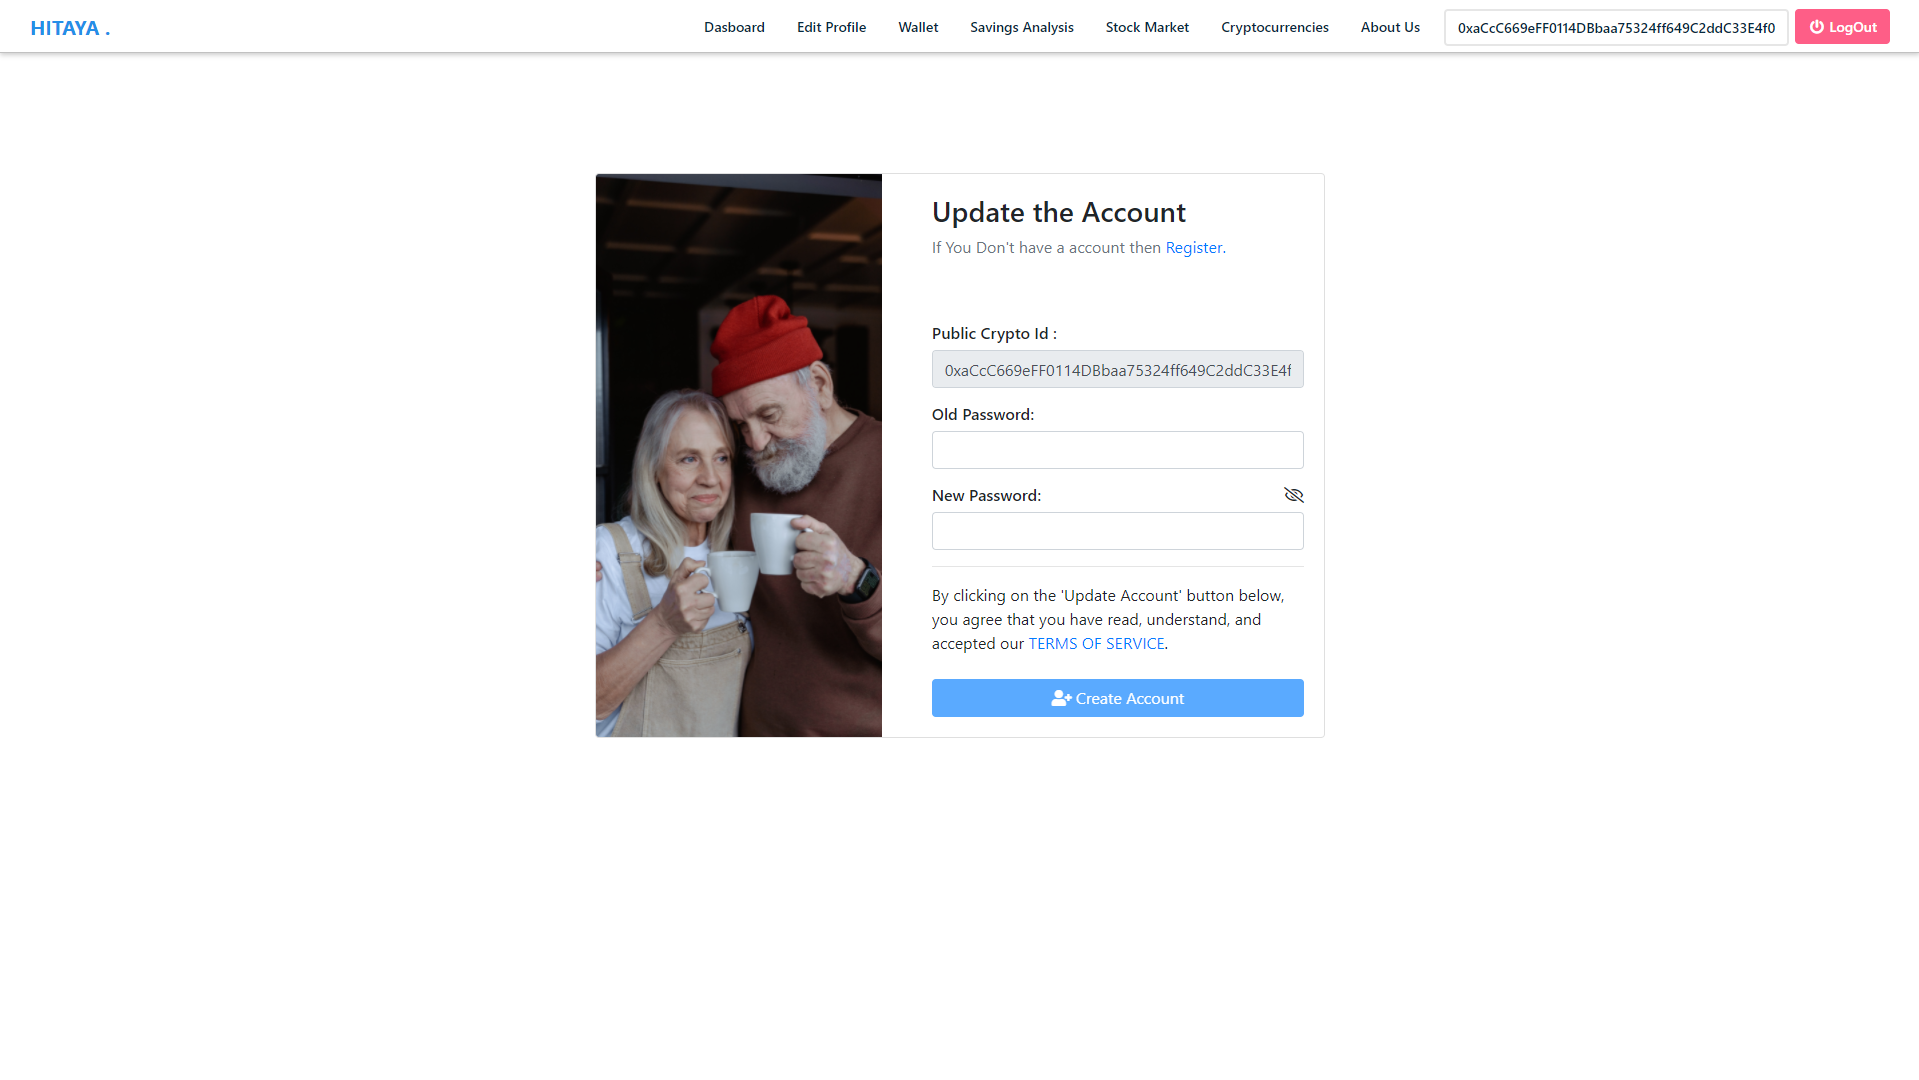 HITAYA .
Dasboard
Edit Profile
Wallet
Savings Analysis
Stock Market
Cryptocurrencies
About Us
0xaCcC669eFF0114DBbaa75324ff649C2ddC33E4f0
LogOut
Update the Account
If You Don't have a account then Register.
Public Crypto Id :
0xaCcC669eFF0114DBbaa75324ff649C2ddC33E4f
Old Password:
New Password:
By clicking on the 'Update Account' button below,
you agree that you have read, understand, and
accepted our TERMS OF SERVICE.
Create Account